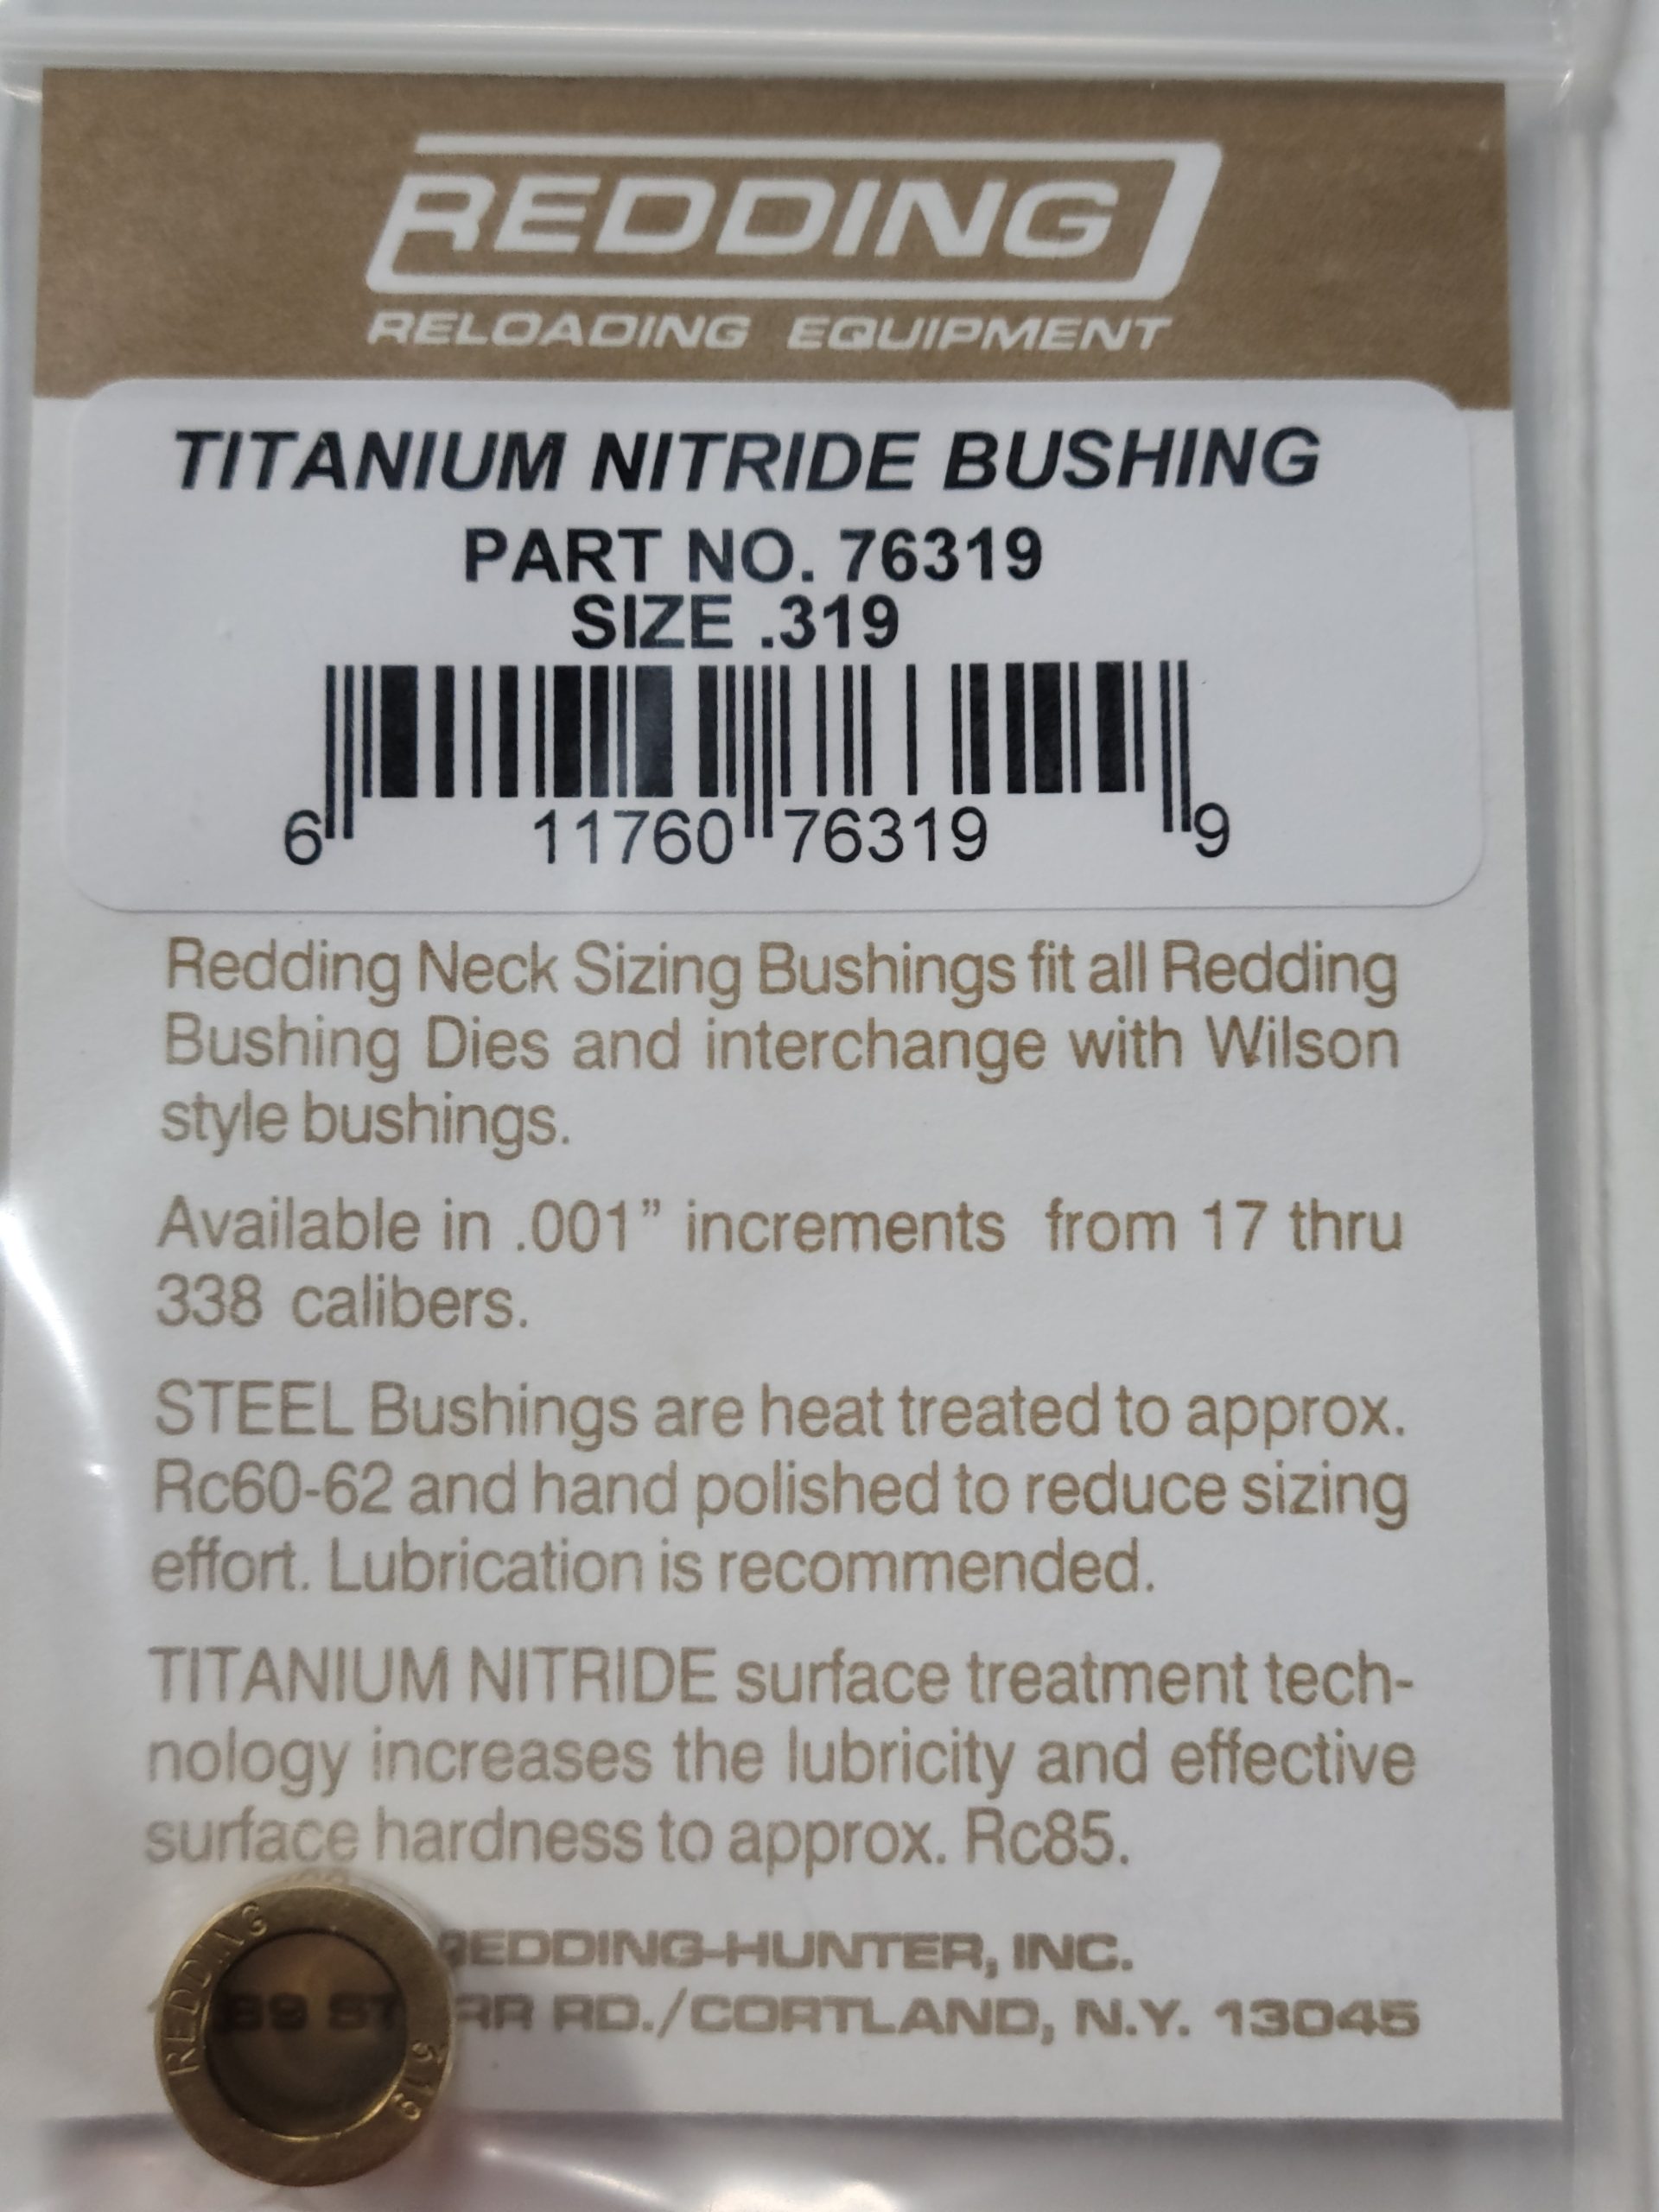 REDDING
RELOADING EQUIPMENT
TITANIUM NITRIDE BUSHING
PART NO. 76319
SIZE .319
6 11760 76319 9
Redding Neck Sizing Bushings fit all Redding
Bushing Dies and interchange with Wilson
style bushings.
Available in .001” increments from 17 thru
338 calibers.
STEEL Bushings are heat treated to approx.
Rc60-62 and hand polished to reduce sizing
effort. Lubrication is recommended.
TITANIUM NITRIDE surface treatment tech-
nology increases the lubricity and effective
surface hardness to approx. Rc85.
REDDING-HUNTER, INC.
RD./CORTLAND, N.Y. 13045
REDDING 319